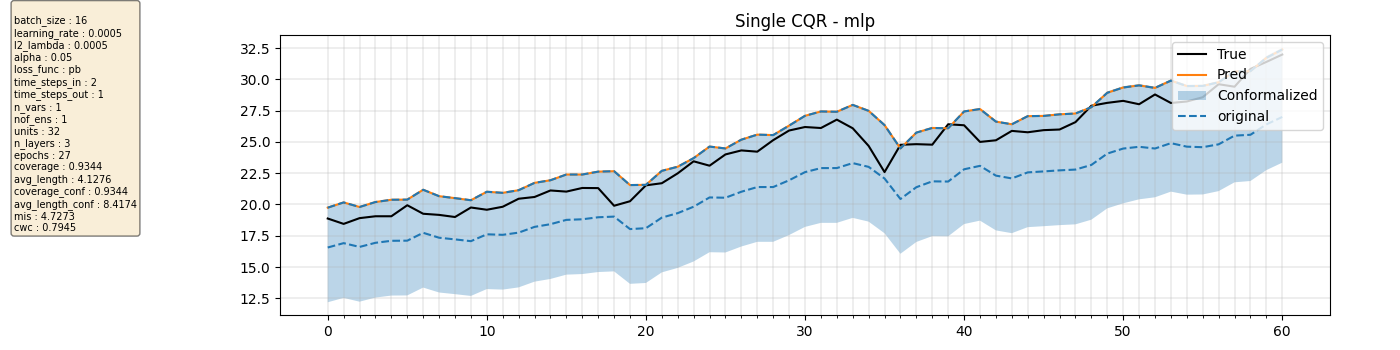 batch_size : 16
learning_rate : 0.0005
l2_lambda : 0.0005
alpha : 0.05
loss_func : pb
time_steps_in : 2
time_steps_out : 1
n_vars : 1
nof_ens : 1
units : 32
n_layers : 3
epochs : 27
coverage : 0.9344
avg_length : 4.1276
coverage_conf : 0.9344
avg_length_conf : 8.4174
mis : 4.7273
cwc : 0.7945
Single CQR - mlp
32.5
30.0
27.5
25.0
22.5
20.0
17.5
15.0
12.5
True
Pred
Conformalized
original
0 10 20 30 40 50 60